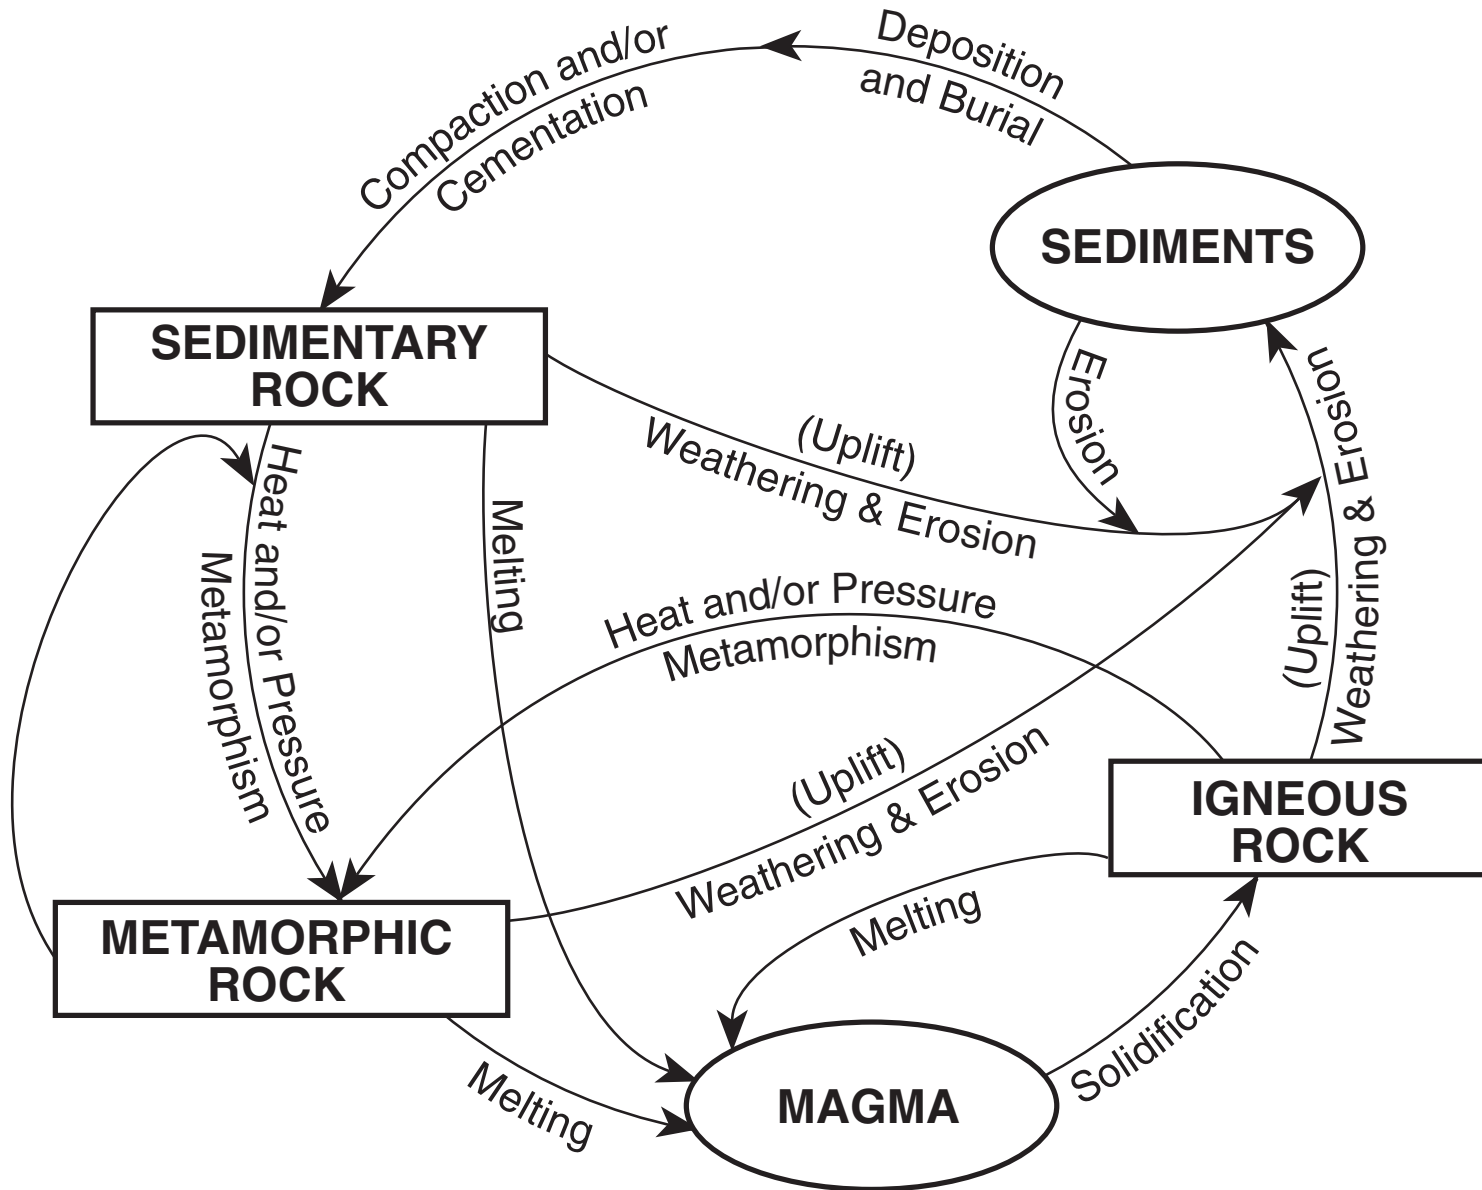 Deposition
and Burial
Compaction and/or
Cementation
SEDIMENTS
SEDIMENTARY
ROCK
Erosion
(Uplift)
Weathering & Erosion
(Uplift)
Weathering & Erosion
Heat and/or Pressure
Metamorphism
Melting
Heat and/or Pressure
Metamorphism
(Uplift)
Weathering & Erosion
IGNEOUS
ROCK
Melting
METAMORPHIC
ROCK
Solidification
Melting
MAGMA